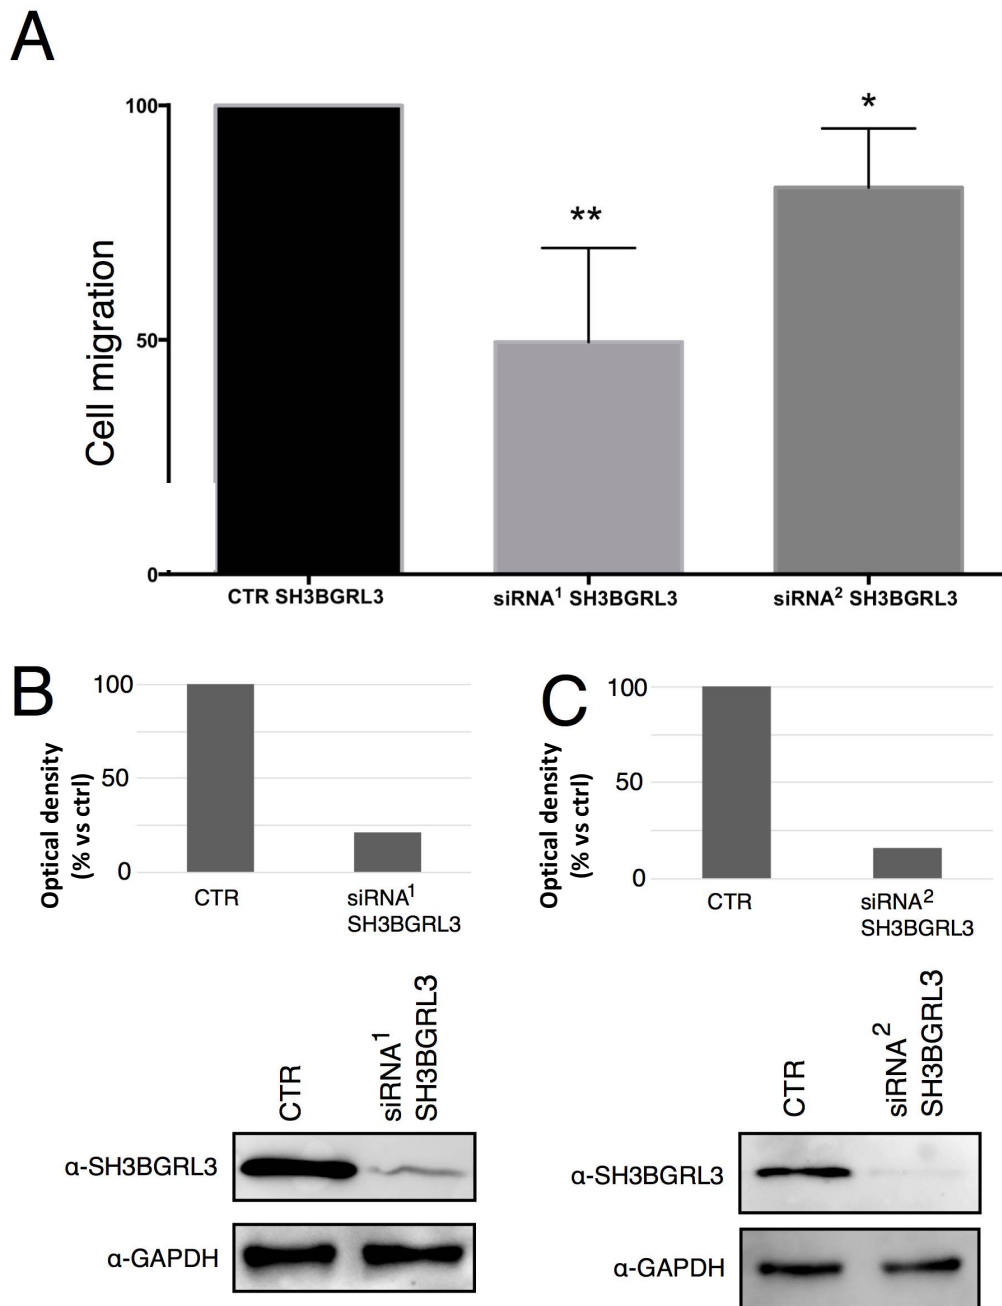 A
Cell migration
100
50
0
**
*
CTR SH3BGRL3
siRNA¹ SH3BGRL3
siRNA² SH3BGRL3
B
Optical density
(% vs ctrl)
100
50
0
CTR
siRNA¹
SH3BGRL3
C
Optical density
(% vs ctrl)
100
50
0
CTR
siRNA²
SH3BGRL3
CTR
siRNA¹
SH3BGRL3
α-SH3BGRL3
α-GAPDH
CTR
siRNA²
SH3BGRL3
α-SH3BGRL3
α-GAPDH